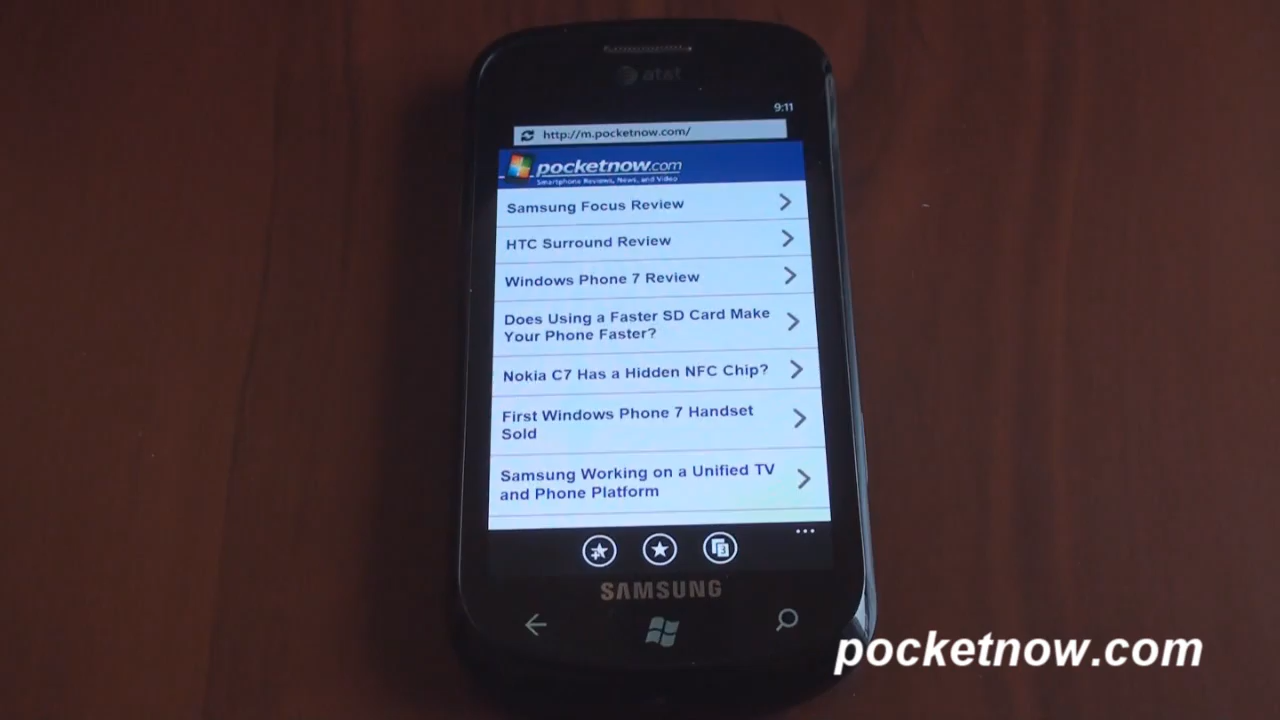 at&t
9:11
http://m.pocketnow.com/
pocketnow.com
Smartphone Reviews, News, and Video
Samsung Focus Review
HTC Surround Review
Windows Phone 7 Review
Does Using a Faster SD Card Make
Your Phone Faster?
Nokia C7 Has a Hidden NFC Chip?
First Windows Phone 7 Handset
Sold
Samsung Working on a Unified TV
and Phone Platform
3
SAMSUNG
pocketnow.com